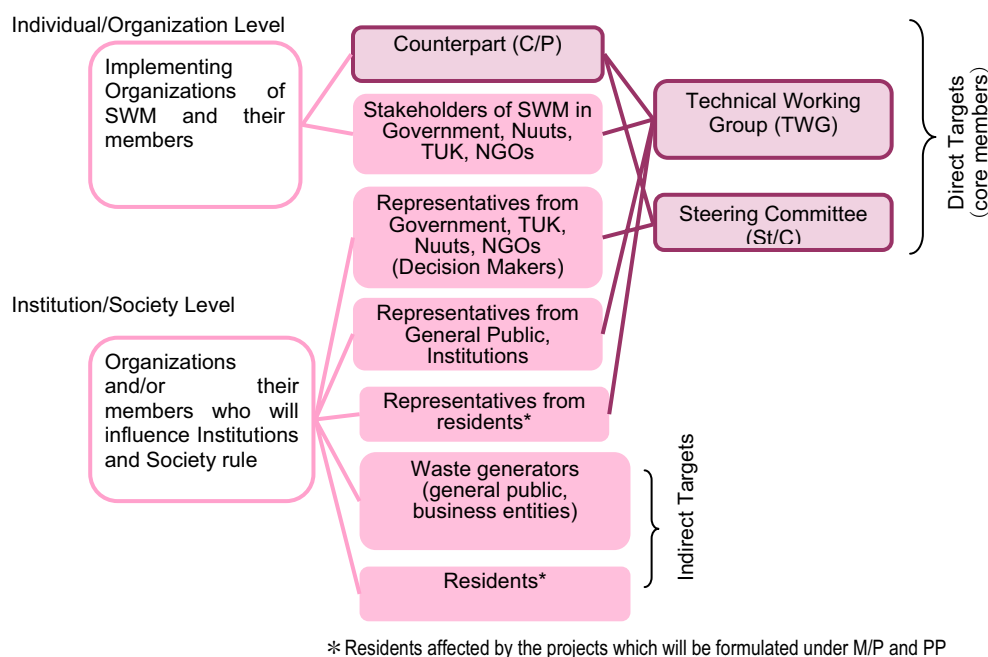 Individual/Organization Level
Implementing
Organizations of
SWM and their
members
Counterpart (C/P)
Stakeholders of SWM in
Government, Nuuts,
TUK, NGOs
Representatives from
Government, TUK,
Nuuts, NGOs
(Decision Makers)
Technical Working
Group (TWG)
Steering Committee
(St/C)
Direct Targets
(core members)
Institution/Society Level
Organizations
and/or their
members who will
influence Institutions
and Society rule
Representatives from
General Public,
Institutions
Representatives from
residents*
Waste generators
(general public,
business entities)
Residents*
Indirect Targets
* Residents affected by the projects which will be formulated under M/P and PP